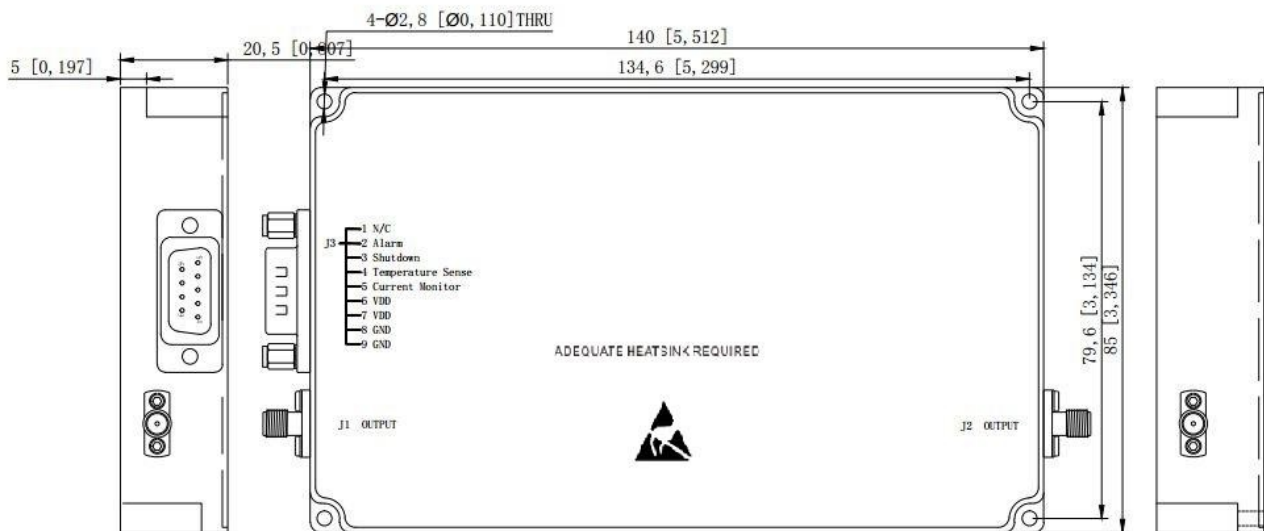 4-Ø2,8 [Ø0,110]THRU
20,5 [0,807]
140 [5,512]
5 [0,197]
134,6 [5,299]
J3
1 N/C
2 Alarm
3 Shutdown
4 Temperature Sense
5 Current Monitor
6 VDD
7 VDD
8 GND
9 GND
79,6 [3,134]
85 [3,346]
ADEQUATE HEATSINK REQUIRED
J1 OUTPUT
J2 OUTPUT